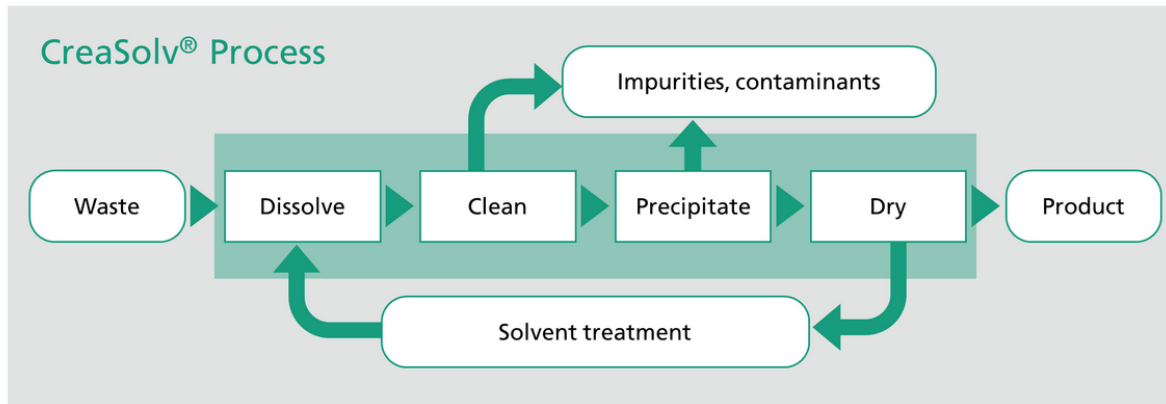 CreaSolv® Process
Impurities, contaminants
Waste
Dissolve
Clean
Precipitate
Dry
Product
Solvent treatment